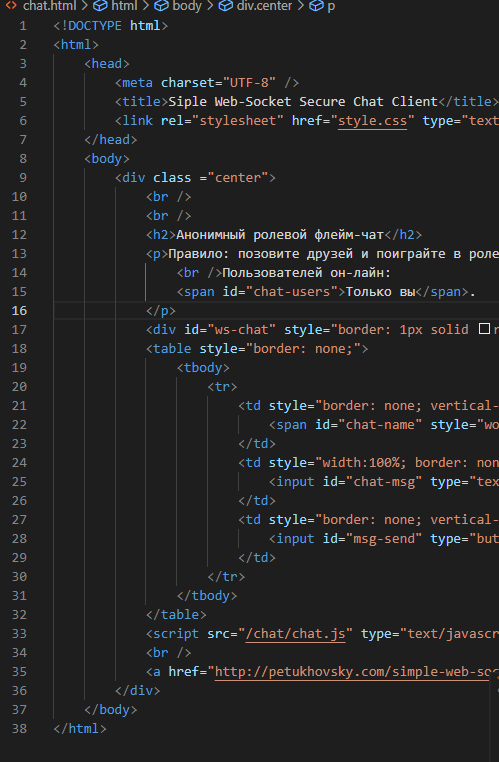 chat.html > html > body > div.center > p
1 <!DOCTYPE html>
2 <html>
3 <head>
4 <meta charset="UTF-8" />
5 <title>Siple Web-Socket Secure Chat Client</title>
6 <link rel="stylesheet" href="style.css" type="text
7 </head>
8 <body>
9 <div class ="center">
10 <br />
11 <br />
12 <h2>Анонимный ролевой флейм-чат</h2>
13 <p>Правило: позовите друзей и поиграйте в роле
14 <br />Пользователей он-лайн:
15 <span id="chat-users">Только вы</span>.
16 </p>
17 <div id="ws-chat" style="border: 1px solid r
18 <table style="border: none;">
19 <tbody>
20 <tr>
21 <td style="border: none; vertical-
22 <span id="chat-name" style="wo
23 </td>
24 <td style="width:100%; border: non
25 <input id="chat-msg" type="tex
26 </td>
27 <td style="border: none; vertical-
28 <input id="msg-send" type="but
29 </td>
30 </tr>
31 </tbody>
32 </table>
33 <script src="/chat/chat.js" type="text/javascr
34 <br />
35 <a href="http://petukhovsky.com/simple-web-soc
36 </div>
37 </body>
38 </html>